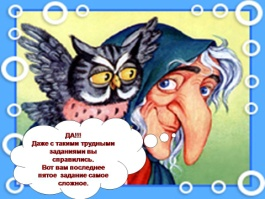 ДА!!!
Даже с такими трудными
заданиями вы
справились.
Вот вам последнее
пятое задание самое
сложное.